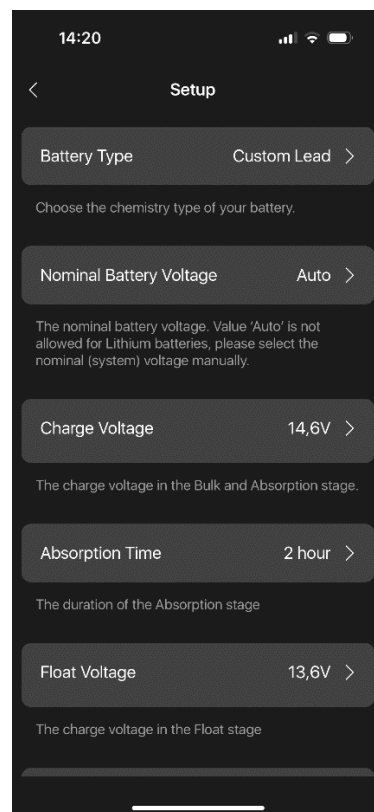 14:20
Setup
Battery Type Custom Lead
Choose the chemistry type of your battery.
Nominal Battery Voltage Auto
The nominal battery voltage. Value 'Auto' is not
allowed for Lithium batteries, please select the
nominal (system) voltage manually.
Charge Voltage 14,6V
The charge voltage in the Bulk and Absorption stage.
Absorption Time 2 hour
The duration of the Absorption stage
Float Voltage 13,6V
The charge voltage in the Float stage